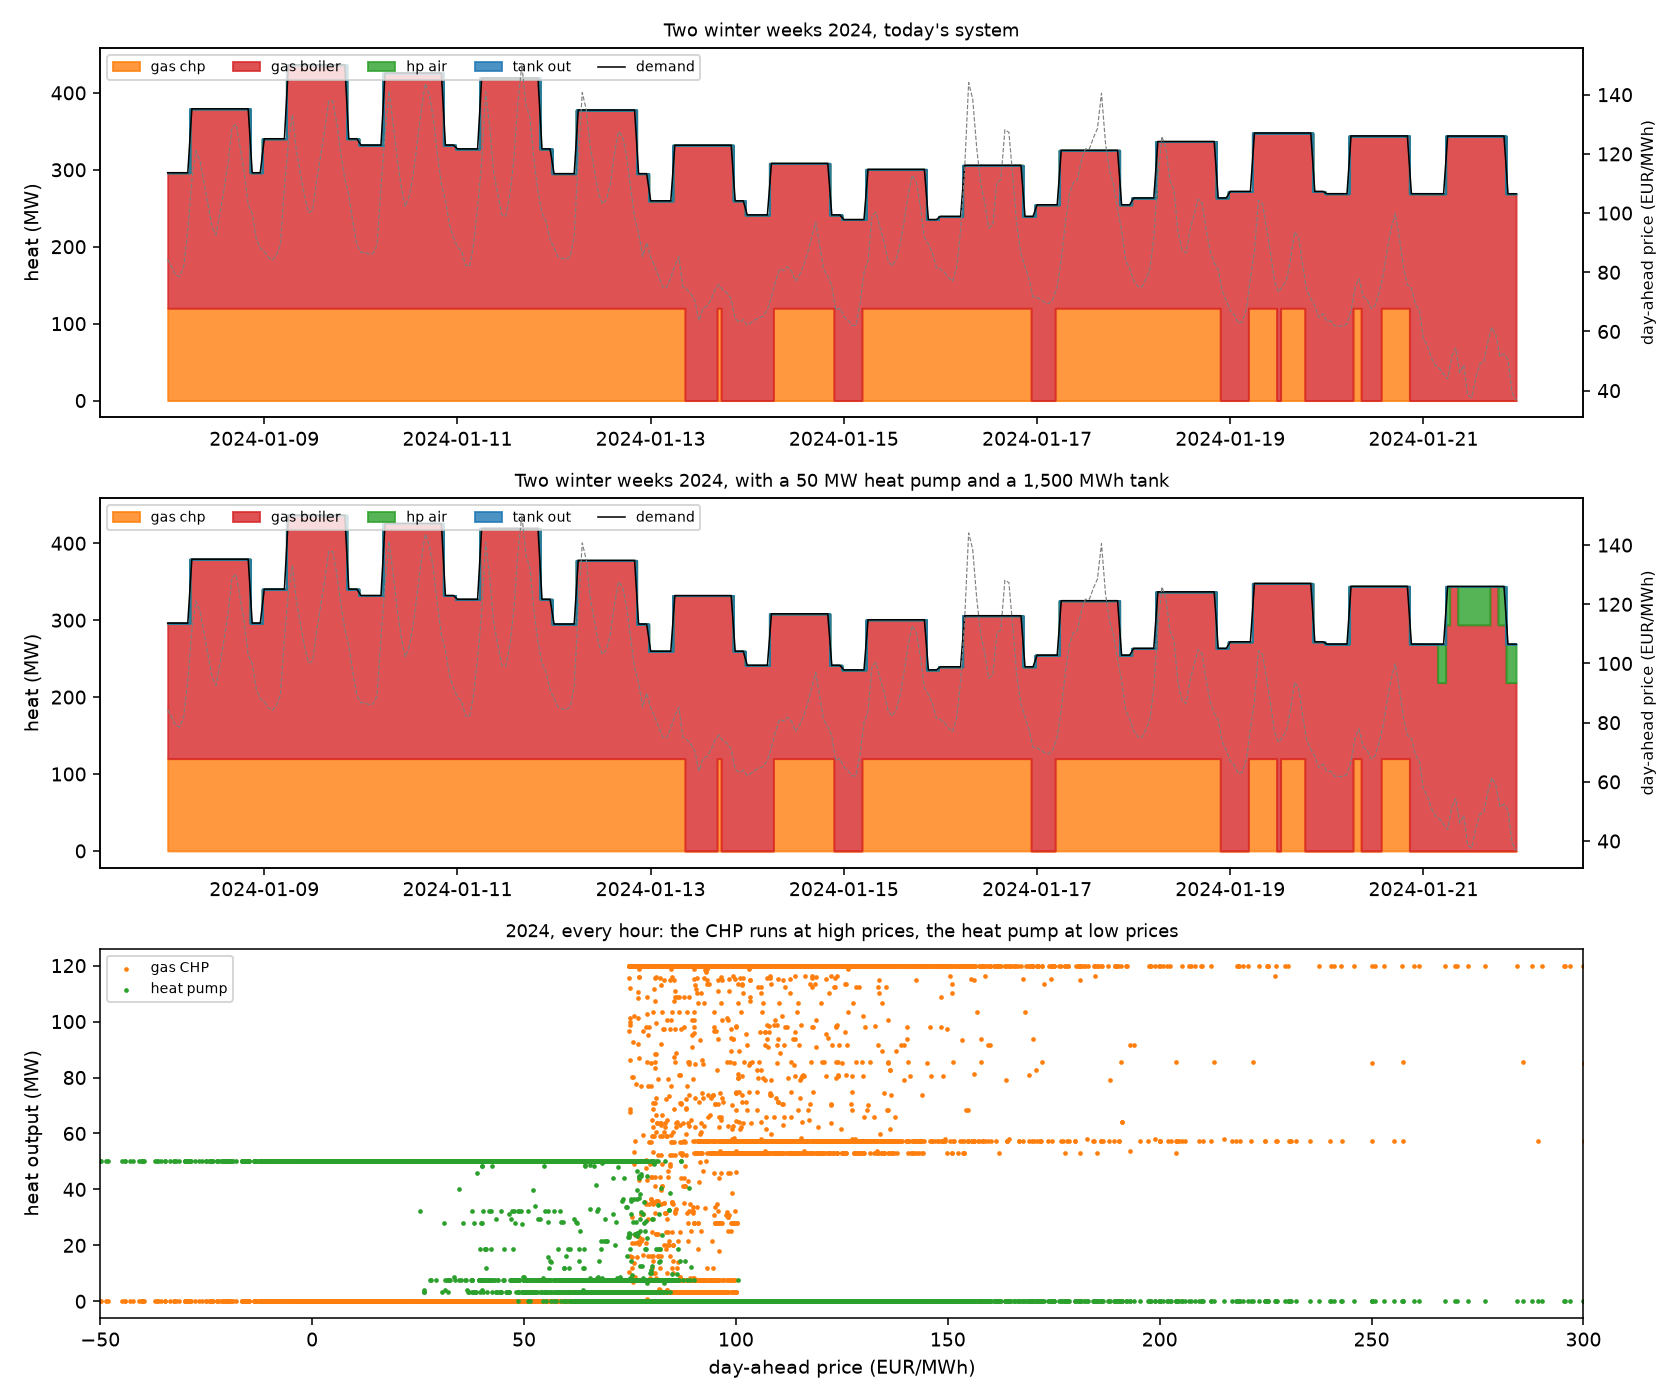 Two winter weeks 2024, today's system
gas chp gas boiler hp air tank out demand
400
300
200
100
0
heat (MW)
140
120
100
80
60
40
day-ahead price (EUR/MWh)
2024-01-09 2024-01-11 2024-01-13 2024-01-15 2024-01-17 2024-01-19 2024-01-21
Two winter weeks 2024, with a 50 MW heat pump and a 1,500 MWh tank
gas chp gas boiler hp air tank out demand
400
300
200
100
0
heat (MW)
140
120
100
80
60
40
day-ahead price (EUR/MWh)
2024-01-09 2024-01-11 2024-01-13 2024-01-15 2024-01-17 2024-01-19 2024-01-21
2024, every hour: the CHP runs at high prices, the heat pump at low prices
gas CHP
heat pump
120
100
80
60
40
20
0
heat output (MW)
−50 0 50 100 150 200 250 300
day-ahead price (EUR/MWh)